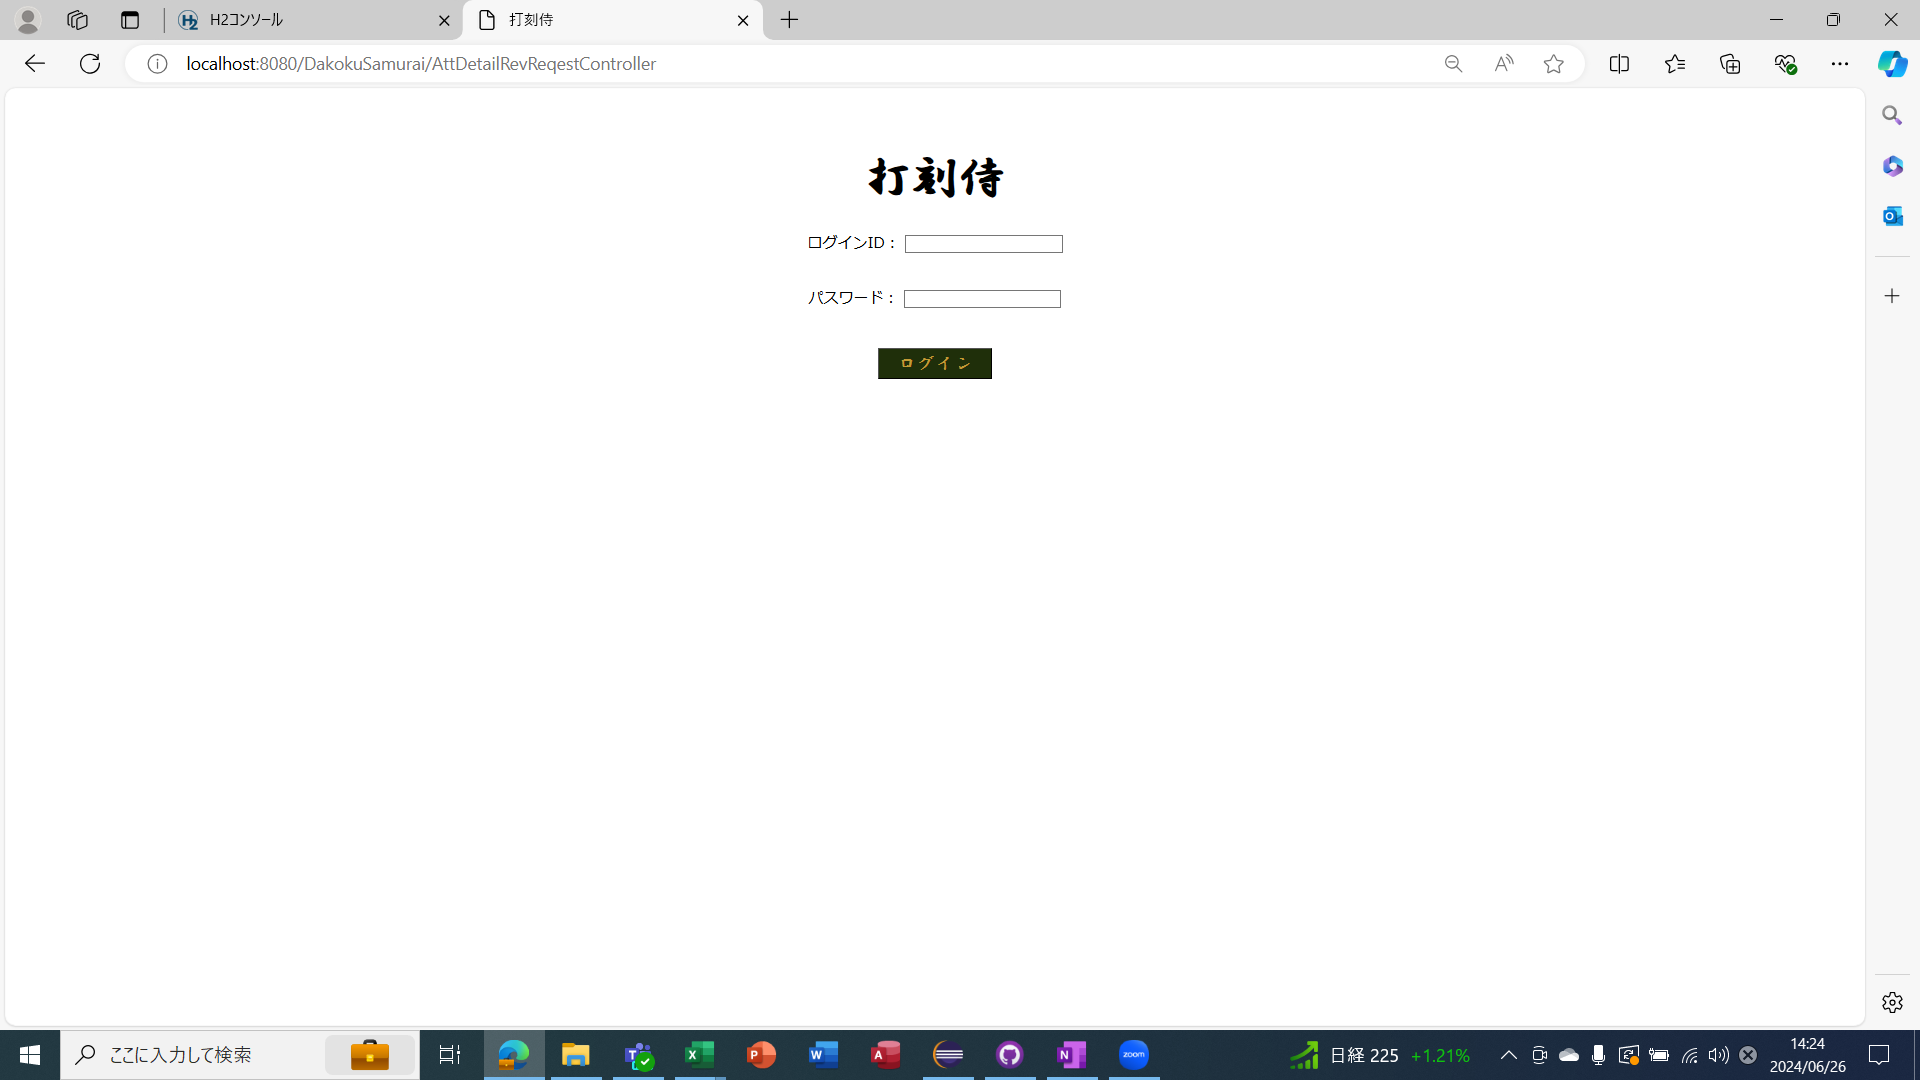 H2コンソール
打刻侍
localhost:8080/DakokuSamurai/AttDetailRevReqestController
打刻侍
ログインID：
パスワード：
ログイン
ここに入力して検索
zoom
日経 225 +1.21%
14:24
2024/06/26